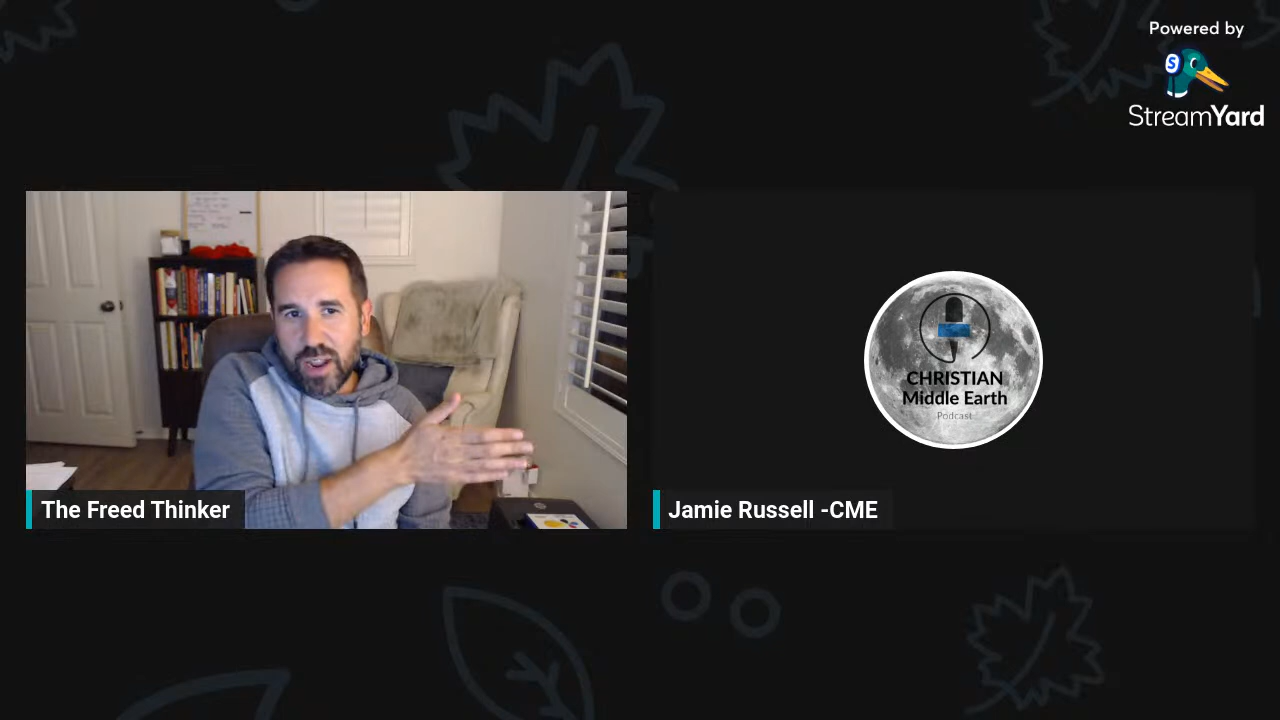 Powered by
S
StreamYard
CHRISTIAN
Middle Earth
Podcast
The Freed Thinker
Jamie Russell -CME